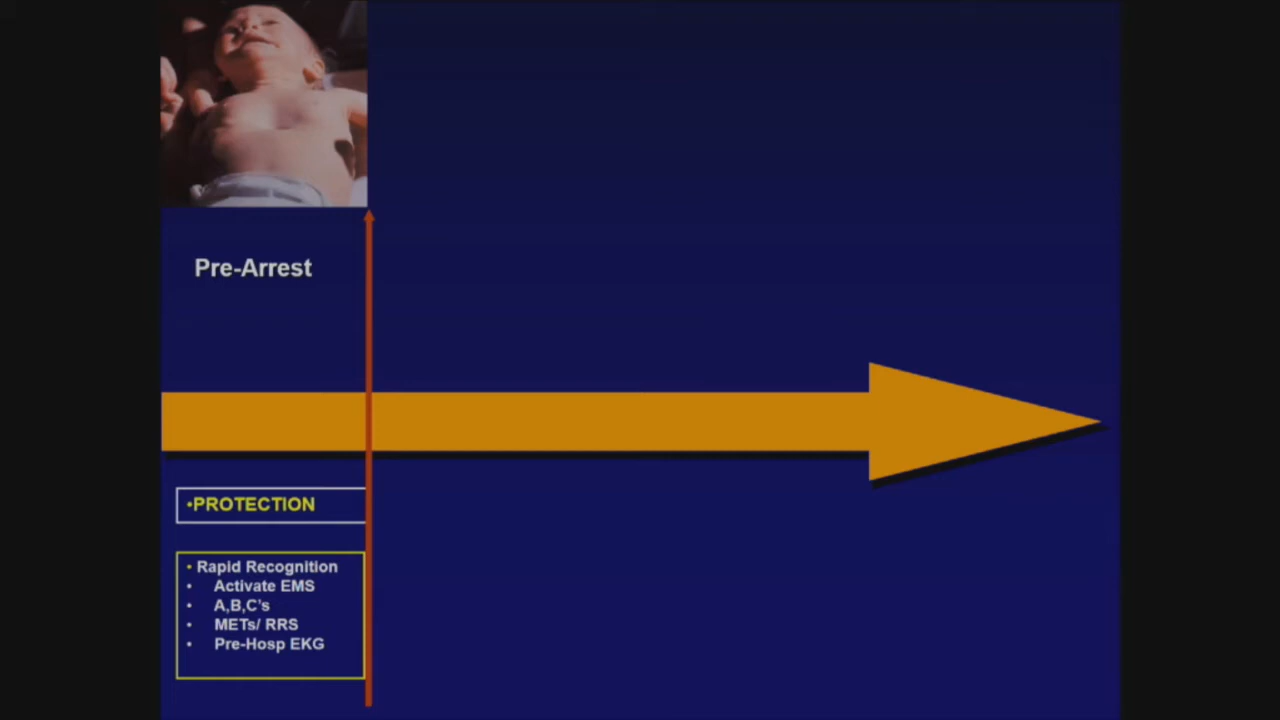 Pre-Arrest
•PROTECTION
• Rapid Recognition
• Activate EMS
• A,B,C's
• METs/ RRS
• Pre-Hosp EKG